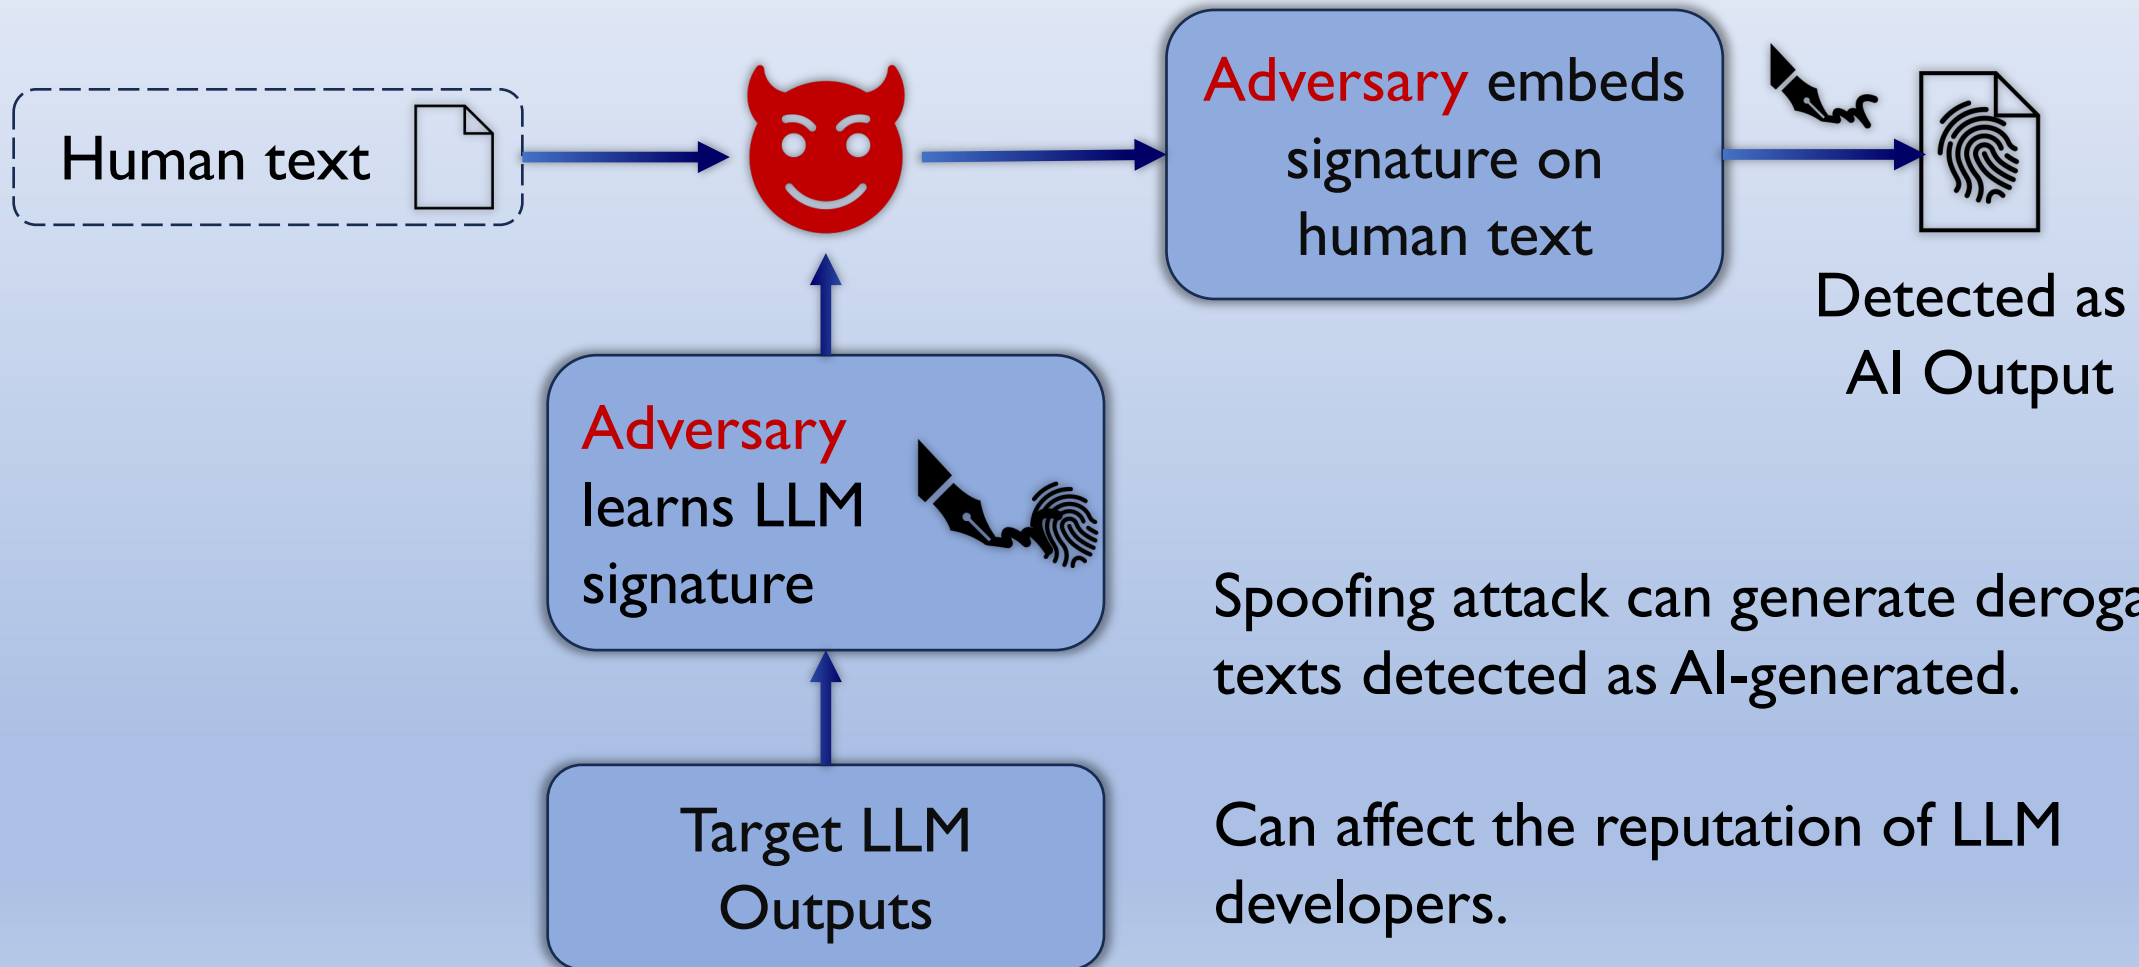 Human text
Adversary embeds
signature on
human text
Detected as
AI Output
Adversary
learns LLM
signature
Target LLM
Outputs
Spoofing attack can generate
texts detected as AI-generated.
Can affect the reputation of LLM
developers.